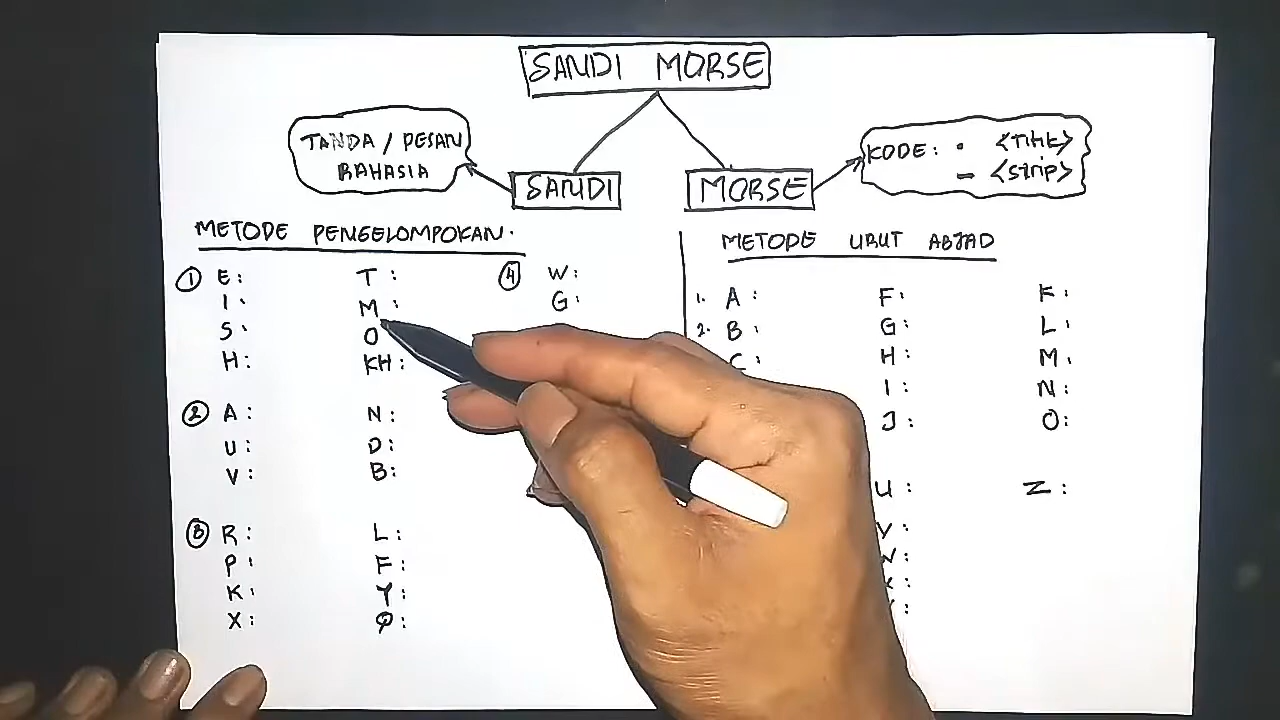 SANDI MORSE
TANDA / PESAN
RAHASIA
SANDI
MORSE
KODE: • <Titik>
– <Strip>
METODE PENGELOMPOKAN.
① E: T:
I: M:
S: O
H: KH:
② A: N:
U: D:
V: B:
③ R: L:
P: F:
K: Y:
X: Q:
④ W:
G:
METODE URUT ABJAD
1. A: F: K:
2. B: G: L:
C: H: M:
I: N:
J: O:
U: Z:
V:
W:
X: